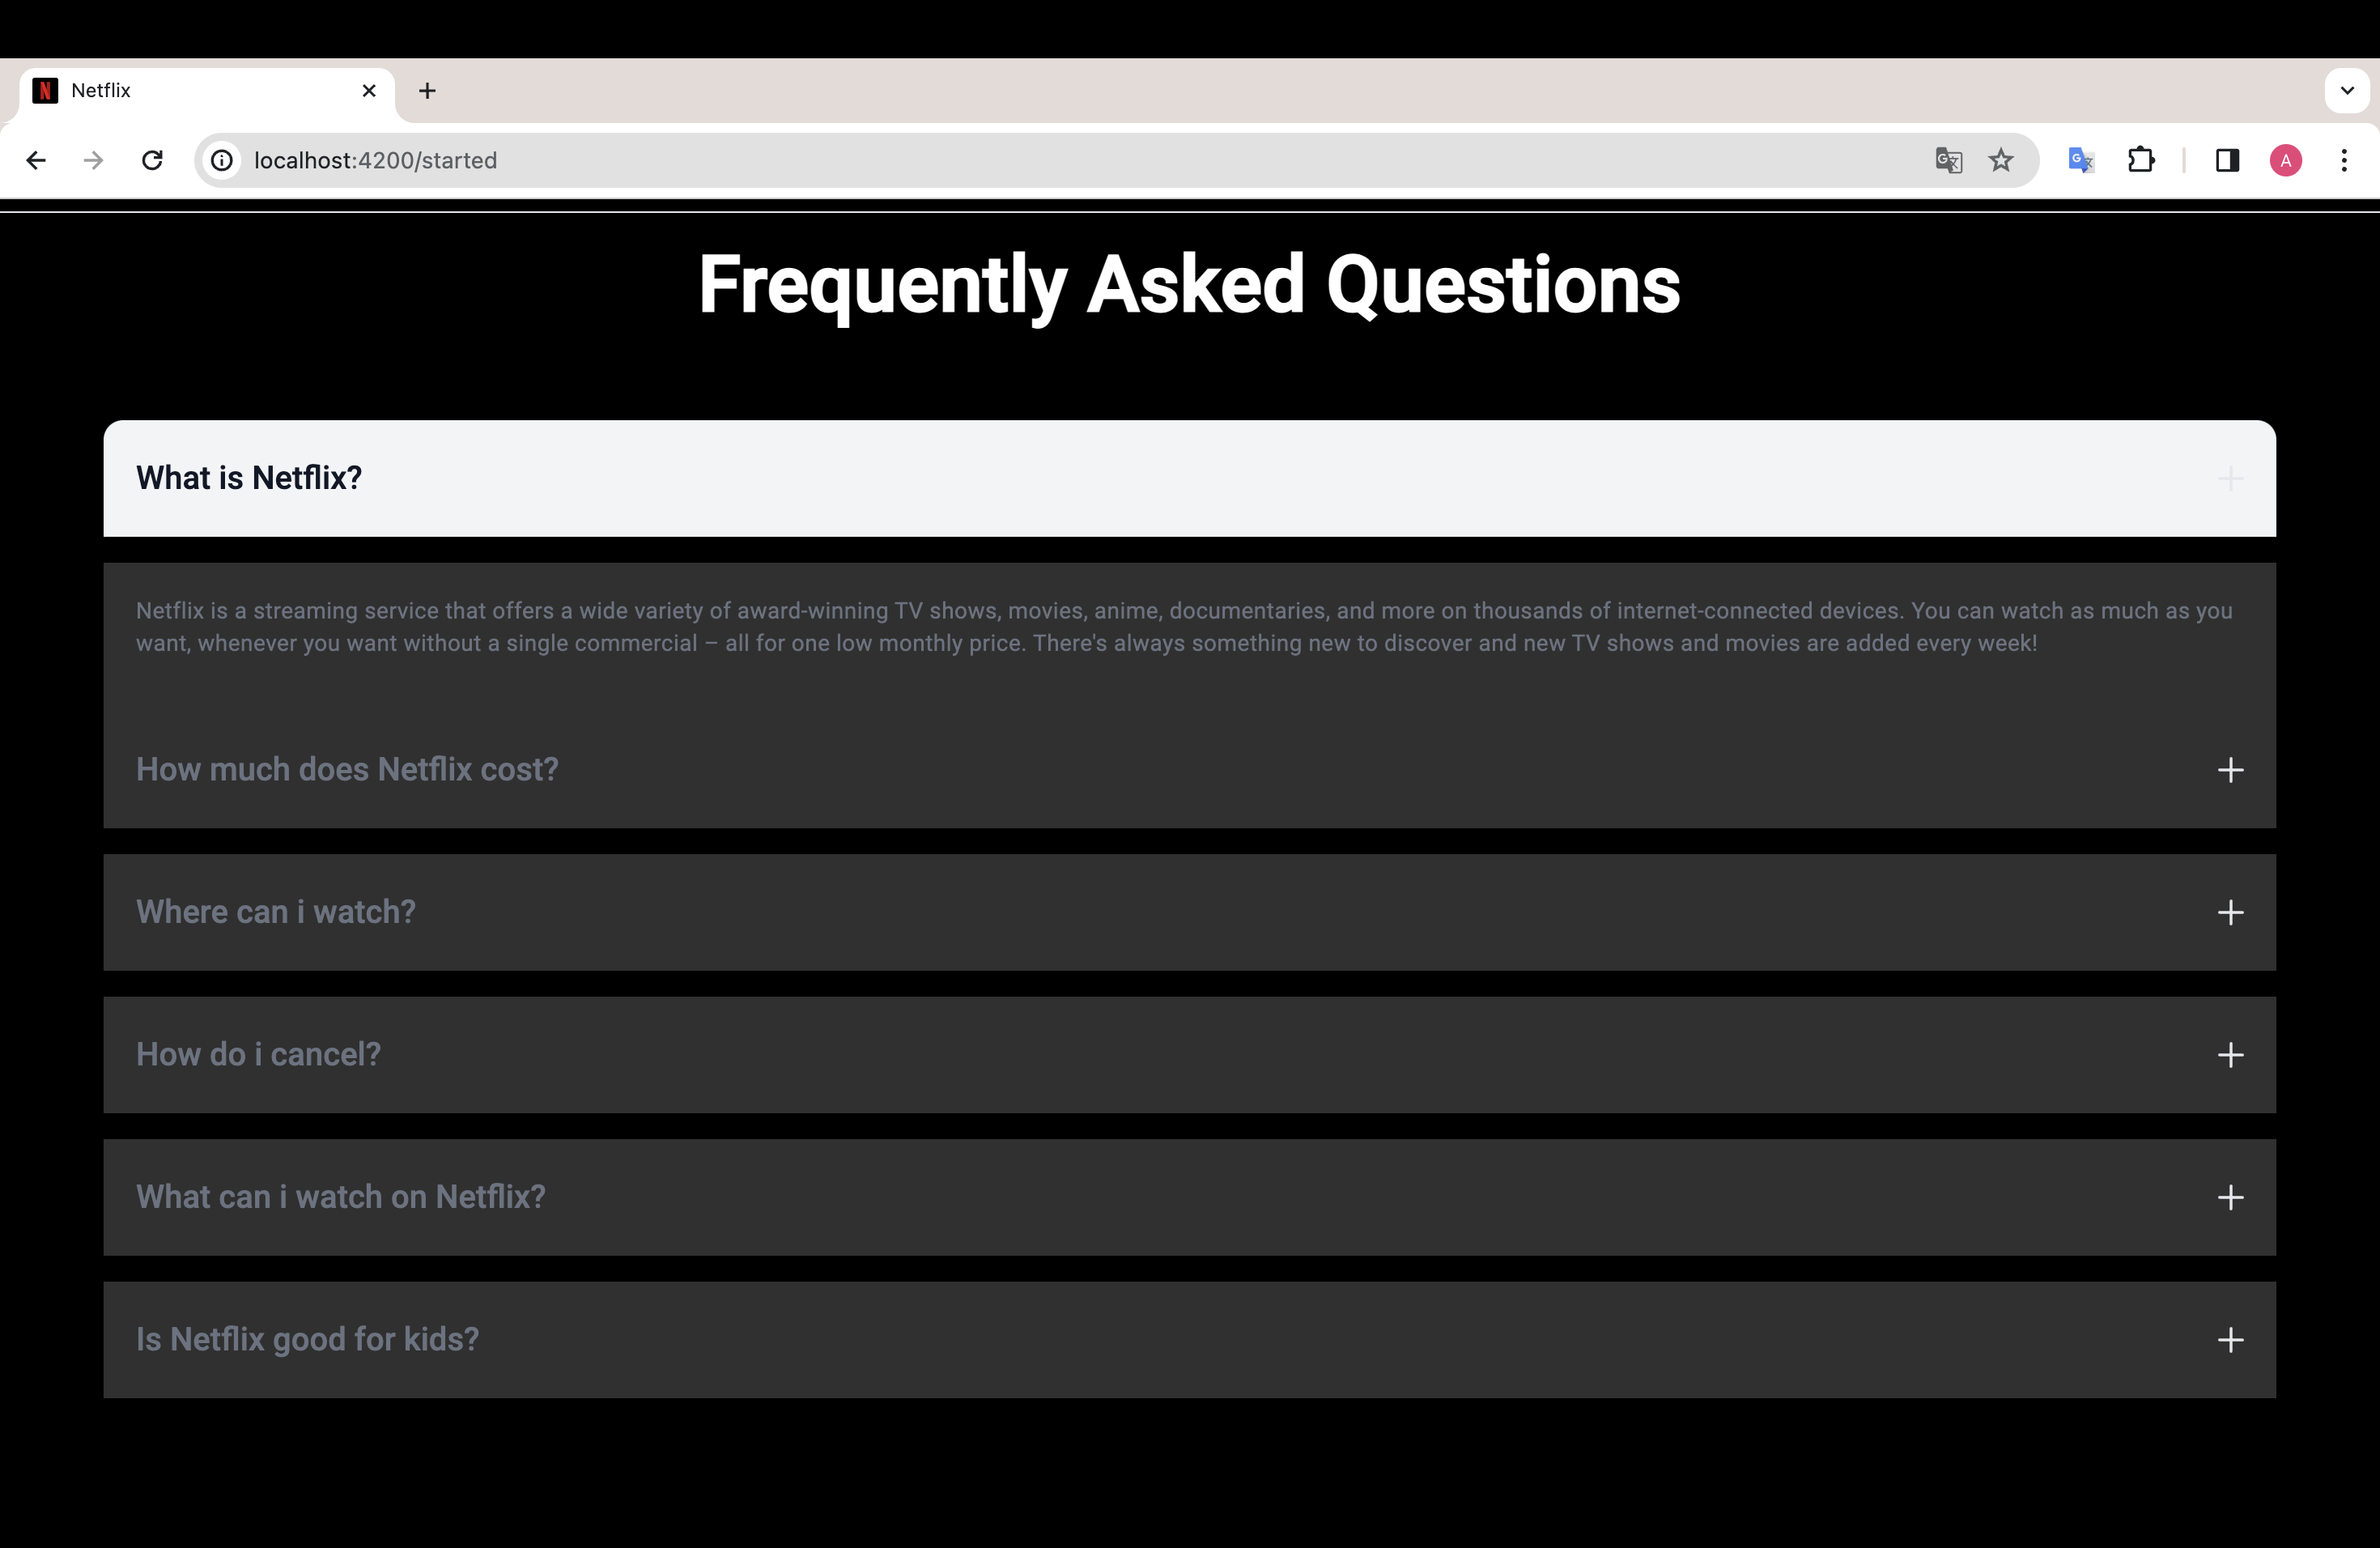 Netflix
localhost:4200/started
A
Frequently Asked Questions
What is Netflix?
Netflix is a streaming service that offers a wide variety of award-winning TV shows, movies, anime, documentaries, and more on thousands of internet-connected devices. You can watch as much as you
want, whenever you want without a single commercial – all for one low monthly price. There's always something new to discover and new TV shows and movies are added every week!
How much does Netflix cost?
Where can i watch?
How do i cancel?
What can i watch on Netflix?
Is Netflix good for kids?